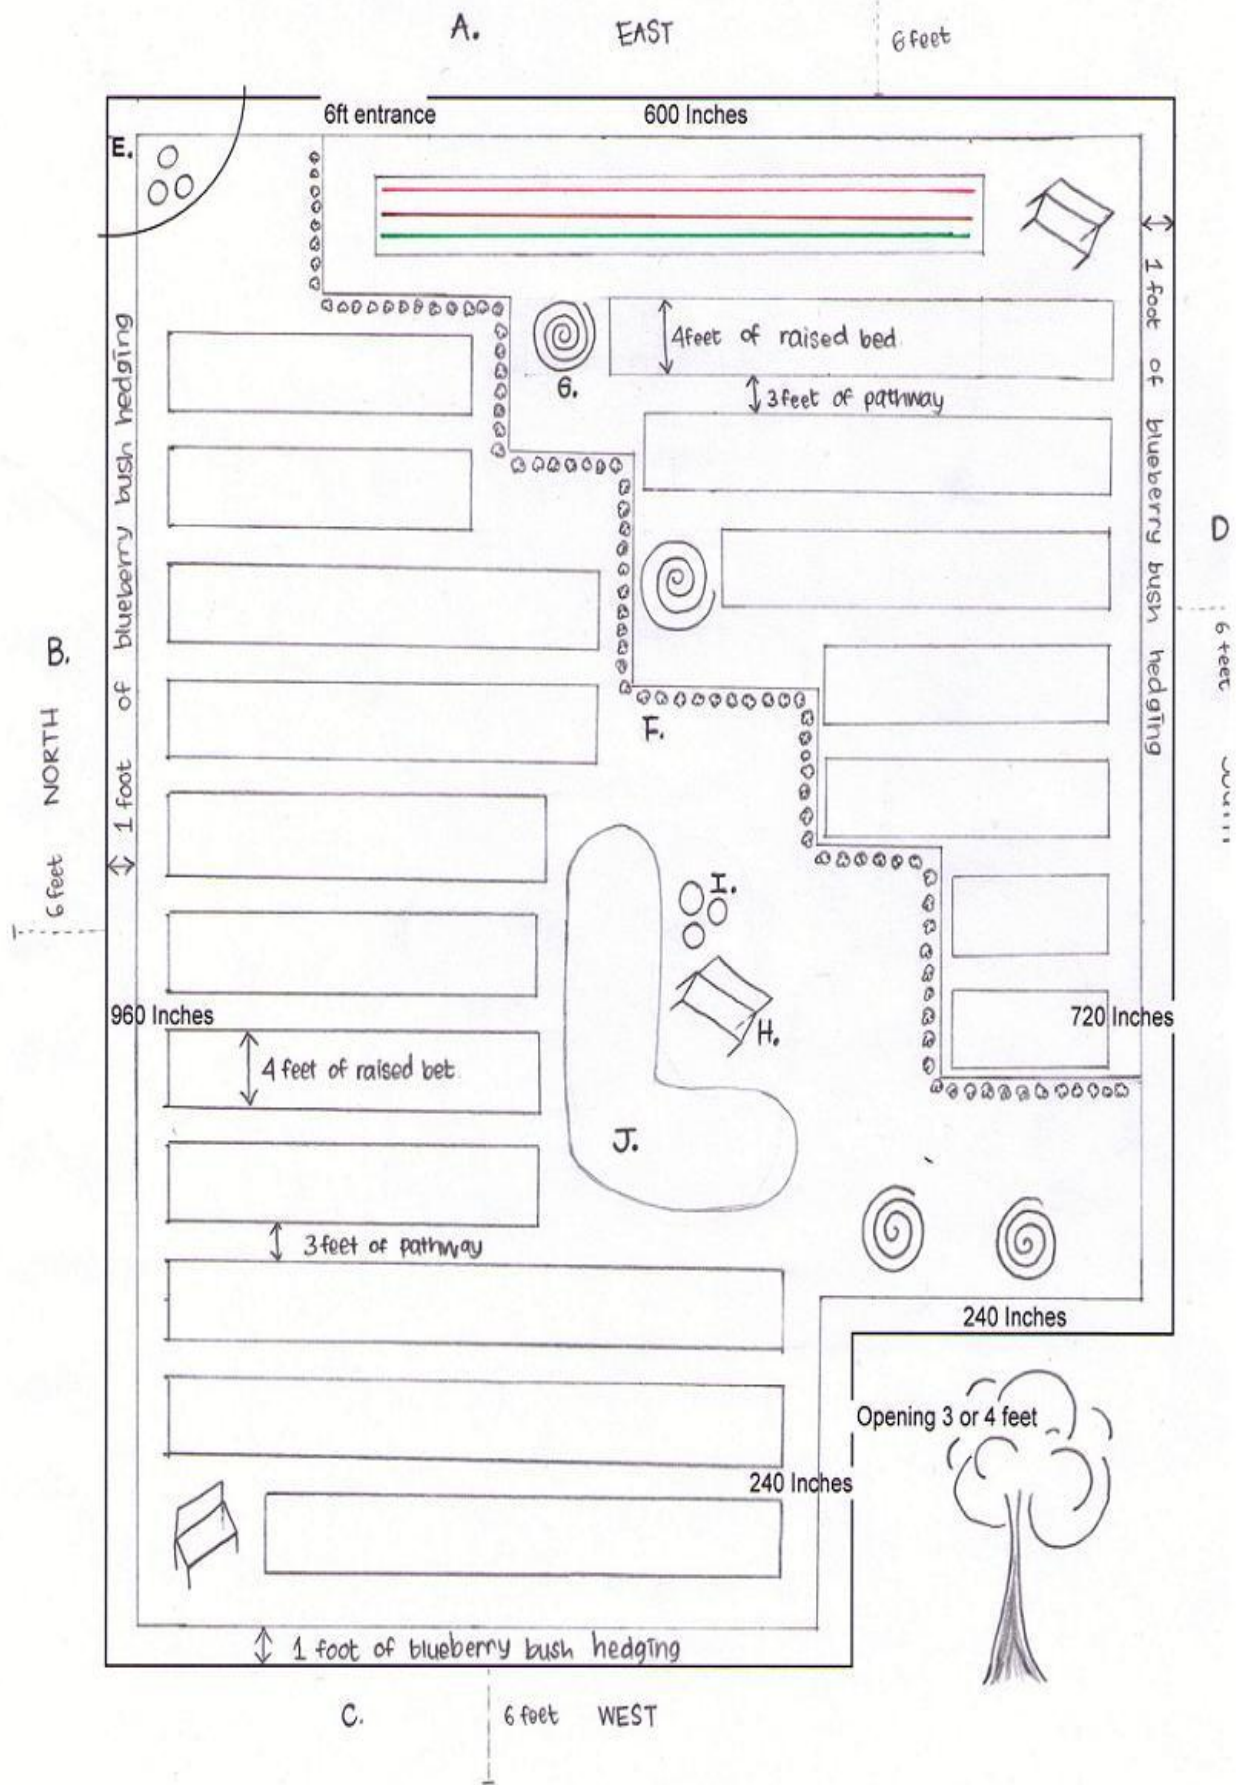 A.
EAST
6 feet
6ft entrance
600 Inches
E.
1 foot of blueberry bush hedging
4feet of raised bed
3feet of pathway
G.
1 foot of blueberry bush hedging
D
6 feet
B.
6 feet NORTH
F.
I.
H.
960 Inches
720 Inches
4 feet of raised bet
J.
3feet of pathway
240 Inches
Opening 3 or 4 feet
240 Inches
1 foot of blueberry bush hedging
C.
6 feet WEST